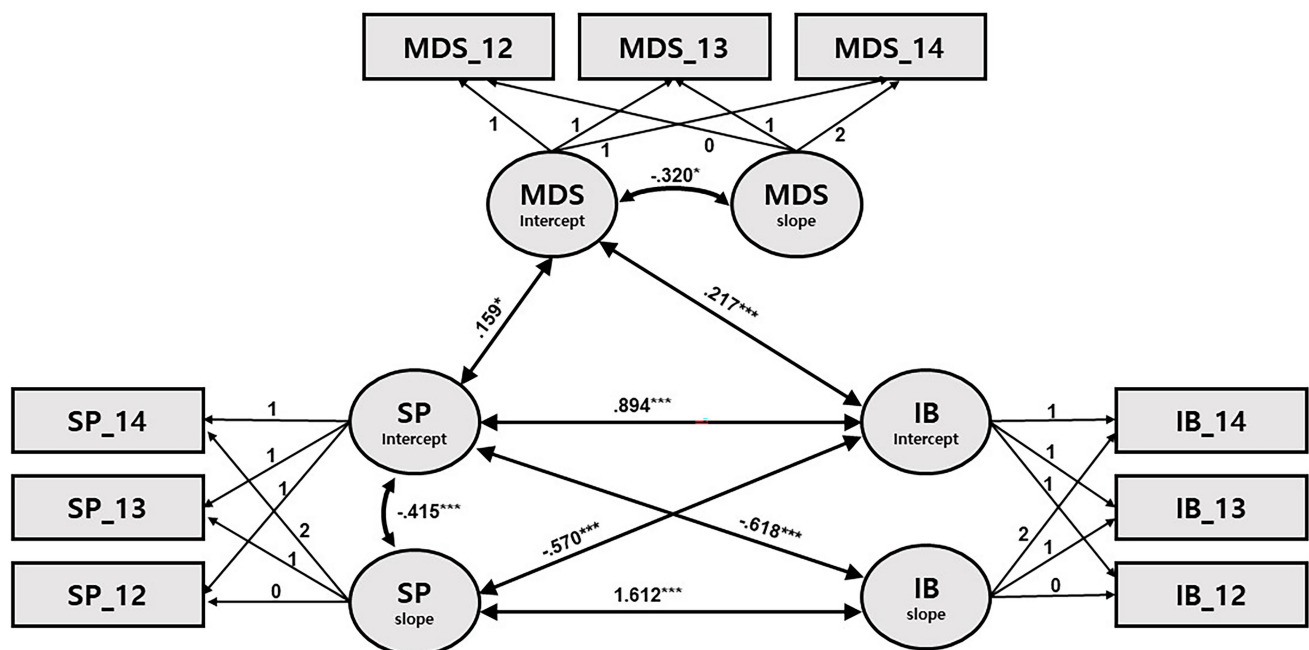 MDS_12 MDS_13 MDS_14
1 1 1 0 1 2
MDS
Intercept
-.320*
MDS
slope
.159*
.217***
SP_14
SP_13
SP_12
1
1
1
2
1
0
SP
Intercept
-.415***
SP
slope
.894***
-.570***
-.618***
1.612***
IB
Intercept
IB
slope
1
1
1
2
1
0
IB_14
IB_13
IB_12